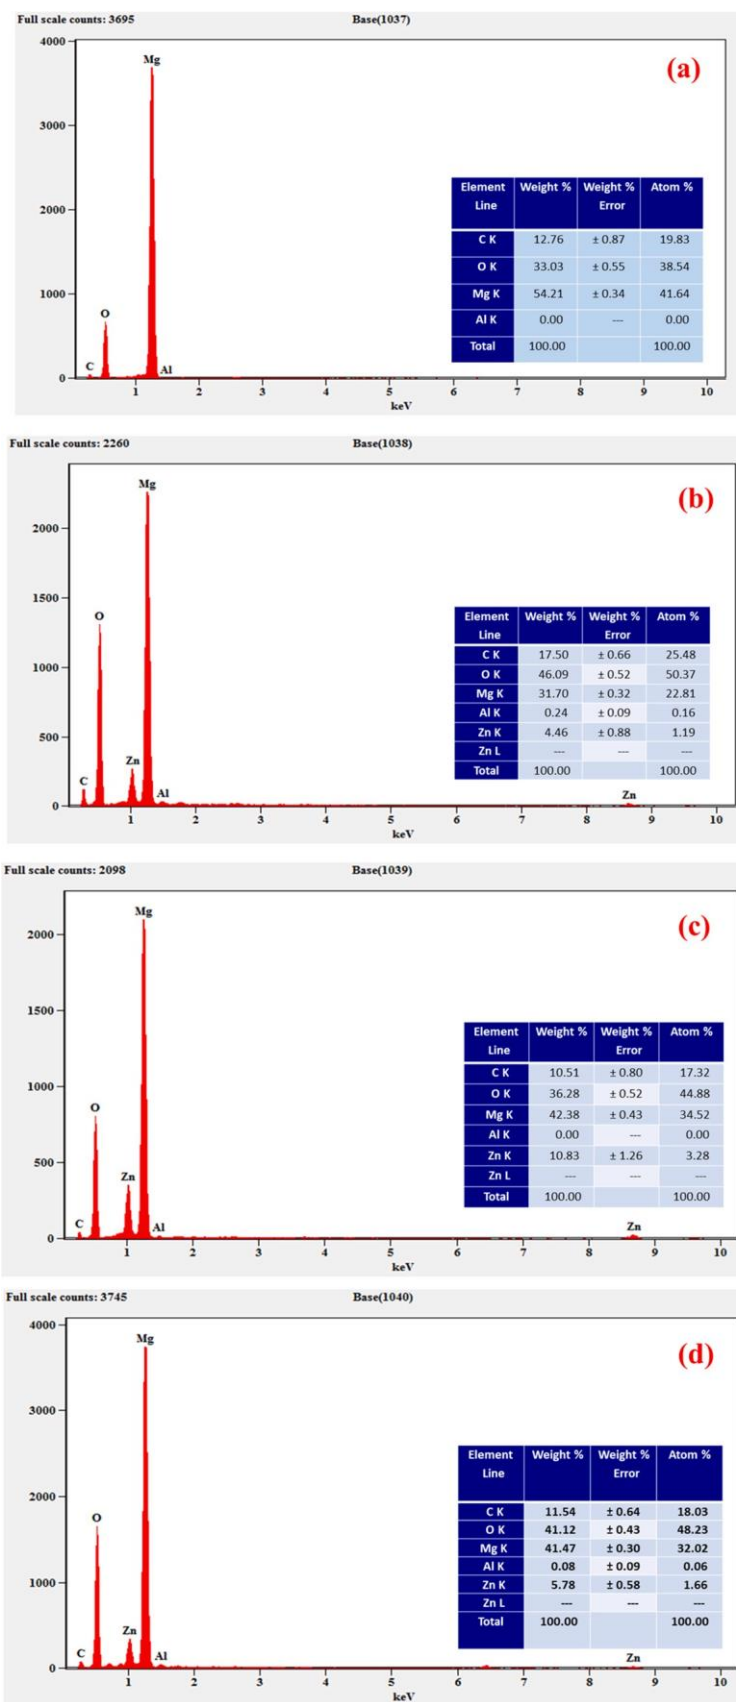 Full scale counts: 3695 Base(1037)
(a)
4000
3000
2000
1000
0
C
O
Mg
Al
1 2 3 4 5 6 7 8 9 10
keV
Element Line Weight % Weight % Error Atom %
C K 12.76 ± 0.87 19.83
O K 33.03 ± 0.55 38.54
Mg K 54.21 ± 0.34 41.64
Al K 0.00 --- 0.00
Total 100.00 100.00
Full scale counts: 2260 Base(1038)
(b)
2000
1500
1000
500
0
C
O
Zn
Mg
Al
Zn
1 2 3 4 5 6 7 8 9 10
keV
Element Line Weight % Weight % Error Atom %
C K 17.50 ± 0.66 25.48
O K 46.09 ± 0.52 50.37
Mg K 31.70 ± 0.32 22.81
Al K 0.24 ± 0.09 0.16
Zn K 4.46 ± 0.88 1.19
Zn L --- --- ---
Total 100.00 100.00
Full scale counts: 2098 Base(1039)
(c)
2000
1500
1000
500
0
C
O
Zn
Mg
Al
Zn
1 2 3 4 5 6 7 8 9 10
keV
Element Line Weight % Weight % Error Atom %
C K 10.51 ± 0.80 17.32
O K 36.28 ± 0.52 44.88
Mg K 42.38 ± 0.43 34.52
Al K 0.00 --- 0.00
Zn K 10.83 ± 1.26 3.28
Zn L --- --- ---
Total 100.00 100.00
Full scale counts: 3745 Base(1040)
(d)
4000
3000
2000
1000
0
C
O
Zn
Mg
Al
Zn
1 2 3 4 5 6 7 8 9 10
keV
Element Line Weight % Weight % Error Atom %
C K 11.54 ± 0.64 18.03
O K 41.12 ± 0.43 48.23
Mg K 41.47 ± 0.30 32.02
Al K 0.08 ± 0.09 0.06
Zn K 5.78 ± 0.58 1.66
Zn L --- --- ---
Total 100.00 100.00